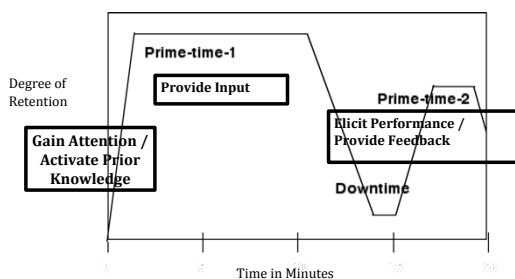 Prime-time-1
Degree of
Retention
Provide Input
Prime-time-2
Elicit Performance /
Provide Feedback
Gain Attention /
Activate Prior
Knowledge
Downtime
Time in Minutes